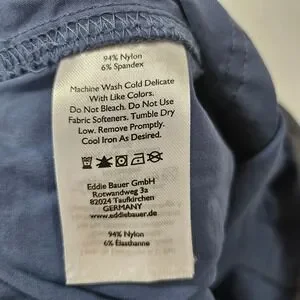 94% Nylon
6% Spandex
Machine Wash Cold Delicate
With Like Colors.
Do Not Bleach. Do Not Use
Fabric Softeners. Tumble Dry
Low. Remove Promptly.
Cool Iron As Needed.
Eddie Bauer GmbH
Rotwandweg 3a
82024 Taufkirchen
GERMANY
www.eddiebauer.de
94% Nylon
6% Élasthanne